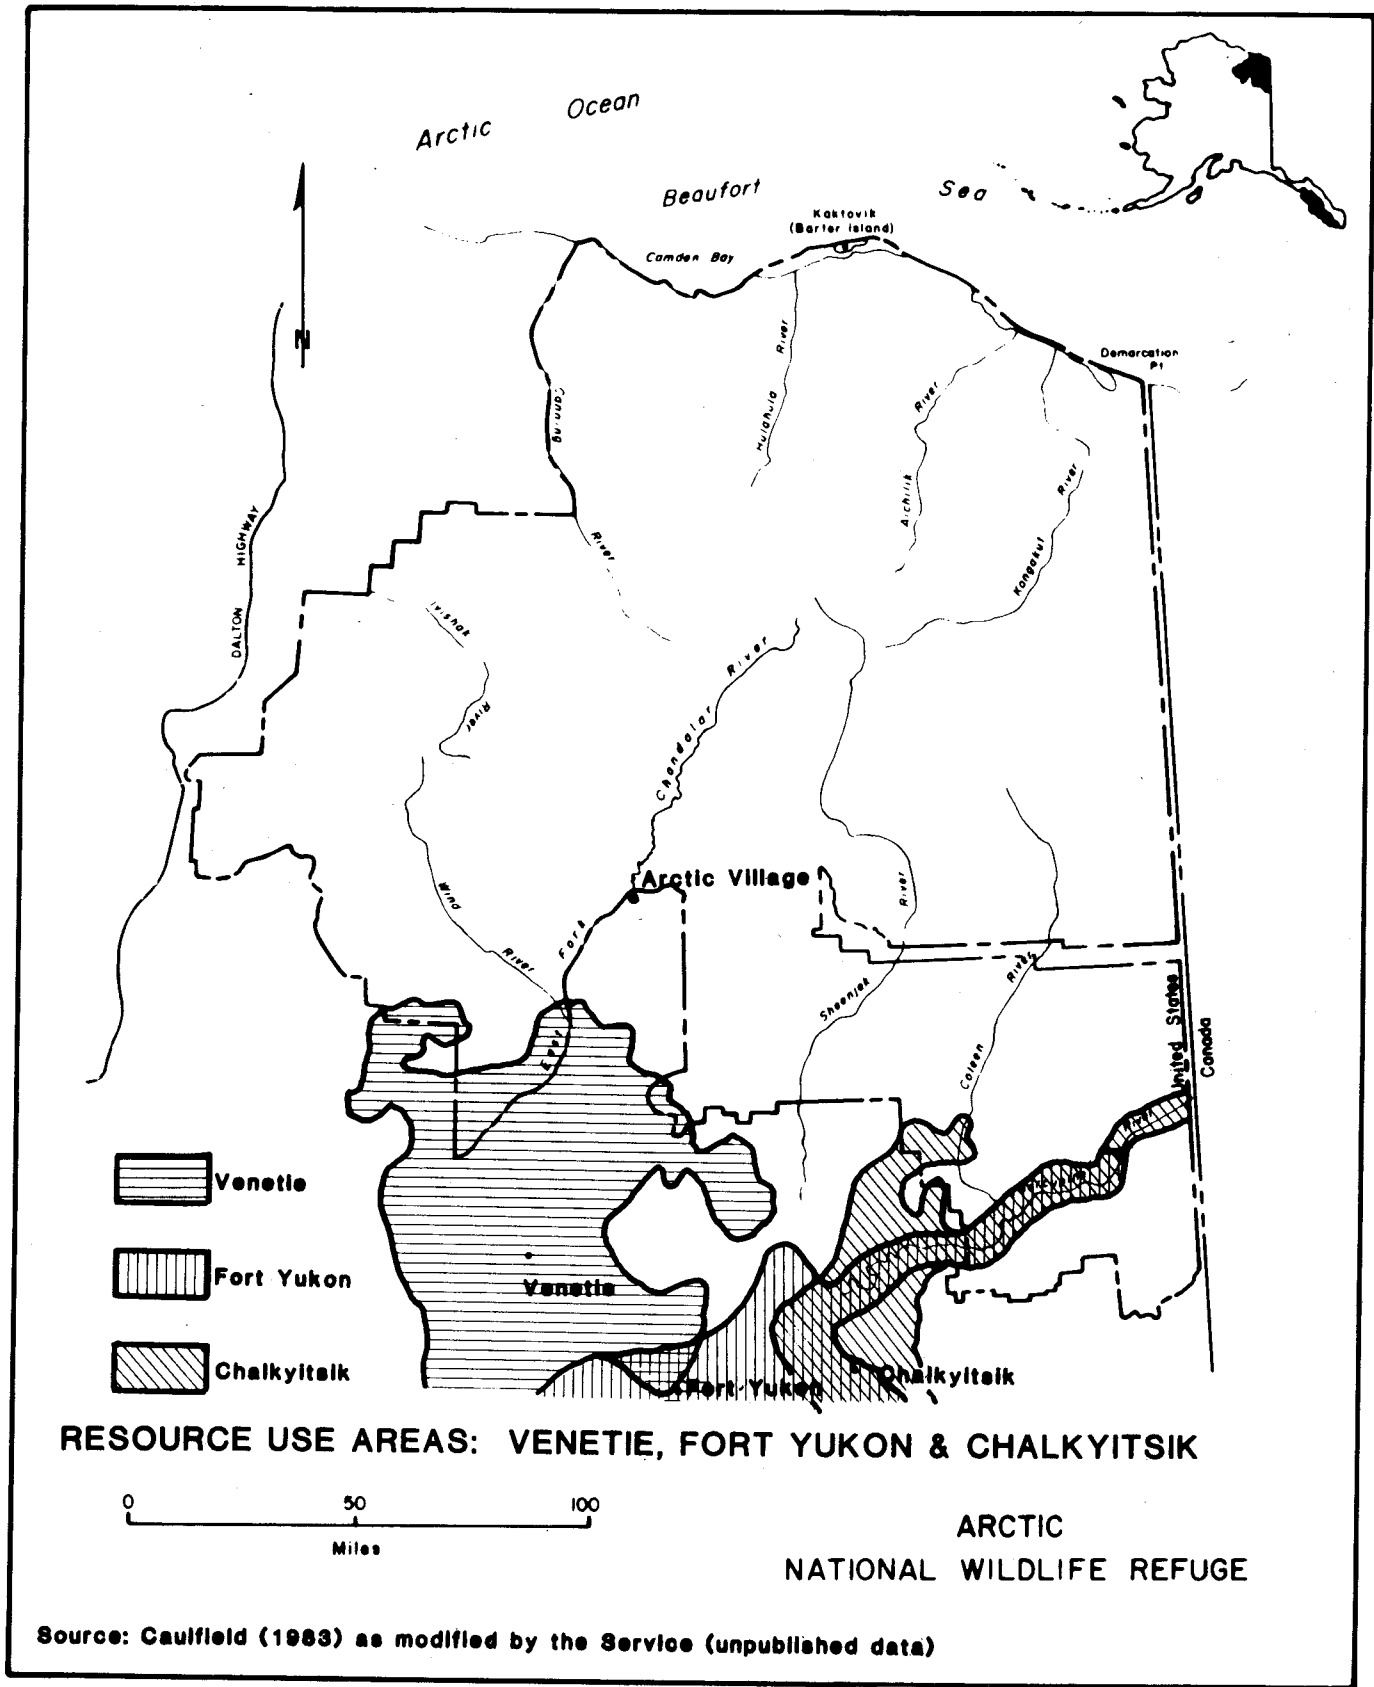 Arctic Ocean
Beaufort Sea
Kaktovik
(Barter Island)
Camden Bay
N
Demarcation
Pt
Canning
River
Hulahula River
Aichilik River
Kongakut River
DALTON HIGHWAY
Ivishak
River
Chandalar River
Arctic Village
Wind
River
Fork
East
Sheenjek
River
Coleen
River
United States
Canada
River
Venetie
Fort Yukon
Chalkyitsik
Venetie
Fort Yukon
Chalkyitsik
RESOURCE USE AREAS: VENETIE, FORT YUKON & CHALKYITSIK
0 50 100
Miles
ARCTIC
NATIONAL WILDLIFE REFUGE
Source: Caulfield (1983) as modified by the Service (unpublished data)